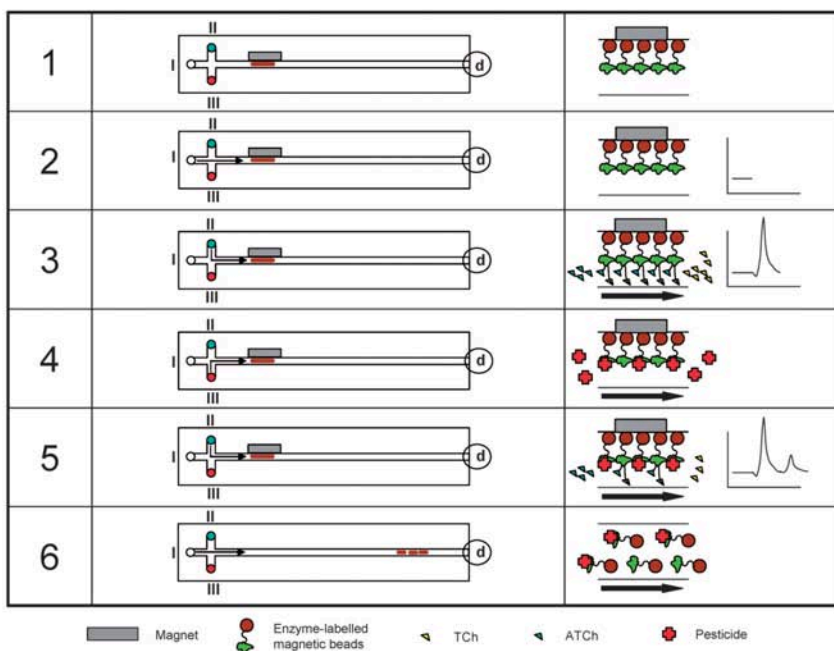 II
1
I
d
III
II
2
I
d
III
II
3
I
d
III
II
4
I
d
III
II
5
I
d
III
II
6
I
d
III
Magnet
Enzyme-labelled
magnetic beads
TCh
ATCh
Pesticide